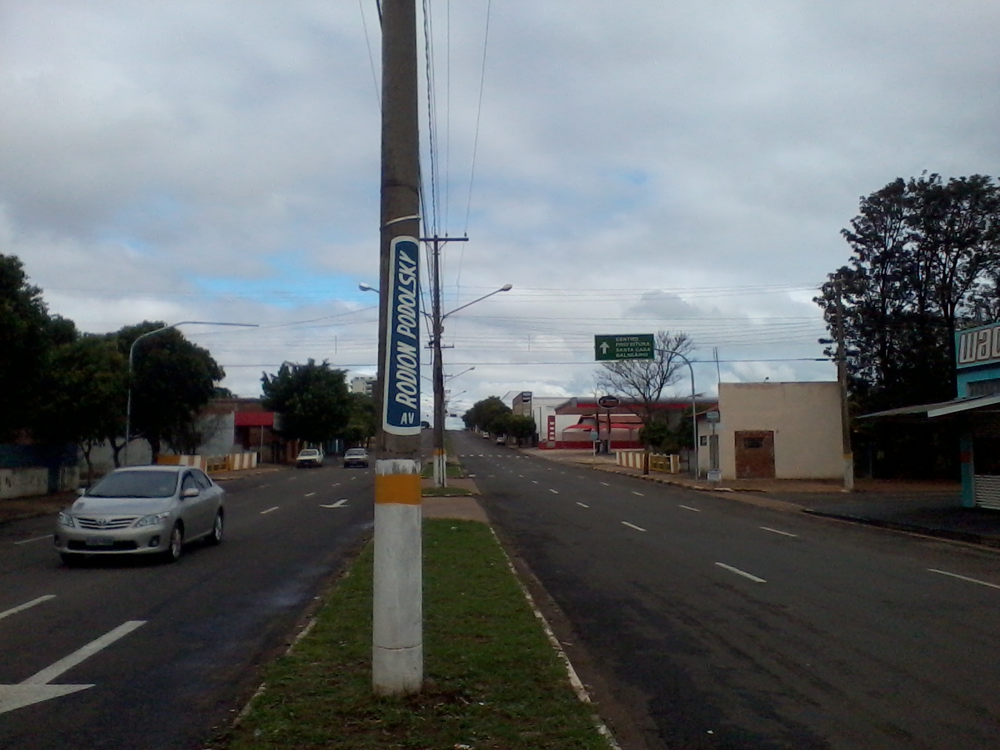 AV RODION PODOLSKY
CENTRO
PREFEITURA
SANTA CASA
BALNEÁRIO